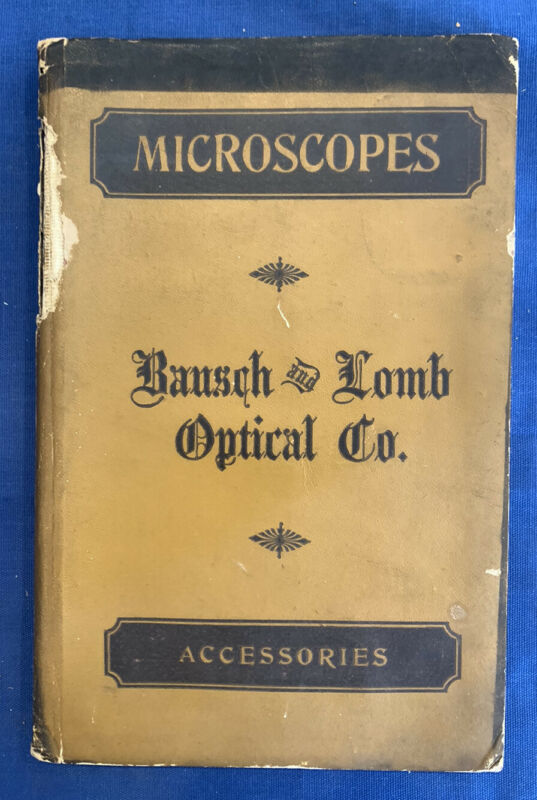 MICROSCOPES
Bausch and Lomb
Optical Co.
ACCESSORIES